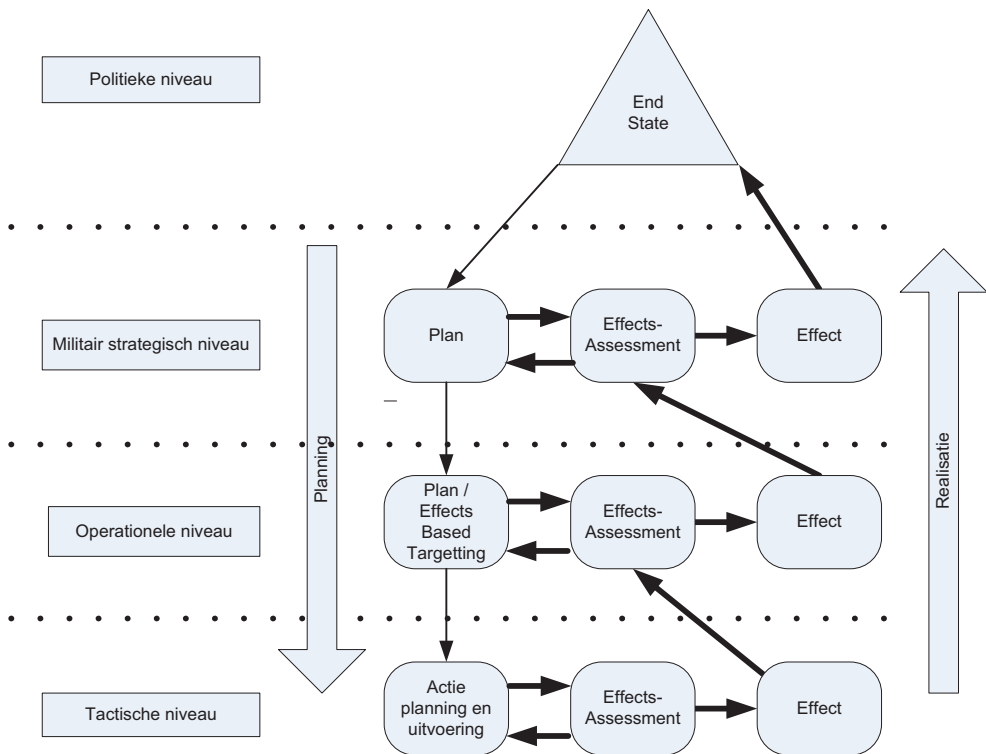 Politieke niveau
End
State
Militair strategisch niveau
Plan
Effects-
Assessment
Effect
Planning
Realisatie
Operationele niveau
Plan /
Effects
Based
Targetting
Effects-
Assessment
Effect
Tactische niveau
Actie
planning en
uitvoering
Effects-
Assessment
Effect